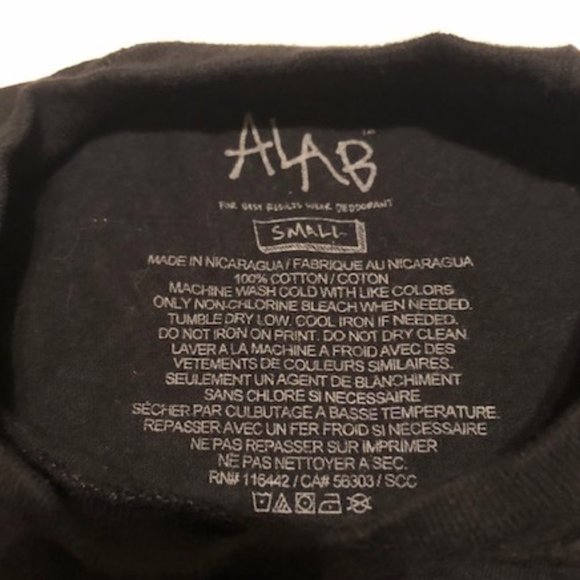 ALAB
FOR BEST RESULTS WEAR DEODORANT
SMALL
MADE IN NICARAGUA / FABRIQUE AU NICARAGUA
100% COTTON / COTON
MACHINE WASH COLD WITH LIKE COLORS
ONLY NON-CHLORINE BLEACH WHEN NEEDED.
TUMBLE DRY LOW. COOL IRON IF NEEDED.
DO NOT IRON ON PRINT. DO NOT DRY CLEAN.
LAVER A LA MACHINE A FROID AVEC DES
VETEMENTS DE COULEURS SIMILAIRES.
SEULEMENT UN AGENT DE BLANCHIMENT
SANS CHLORE SI NECESSAIRE
SÉCHER PAR CULBUTAGE A BASSE TEMPERATURE.
REPASSER AVEC UN FER FROID SI NÉCESSAIRE
NE PAS REPASSER SUR IMPRIMER
NE PAS NETTOYER A SEC.
RN# 116442 / CA# 56303 / SCC